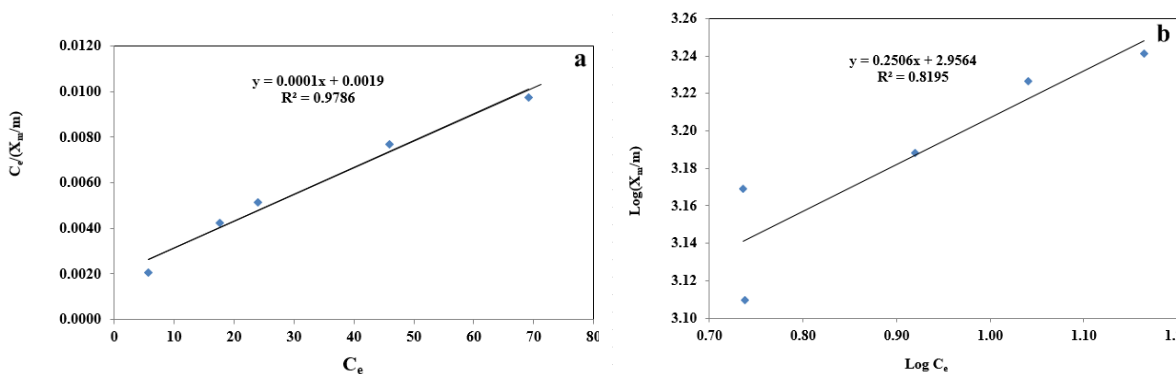 a
y = 0.0001x + 0.0019
R² = 0.9786
0.0120
0.0100
0.0080
0.0060
0.0040
0.0020
0.0000
Cₑ/(Xₘ/m)
0 10 20 30 40 50 60 70 80
Cₑ
b
y = 0.2506x + 2.9564
R² = 0.8195
3.26
3.24
3.22
3.20
3.18
3.16
3.14
3.12
3.10
Log(Xₘ/m)
0.70 0.80 0.90 1.00 1.10
Log Cₑ